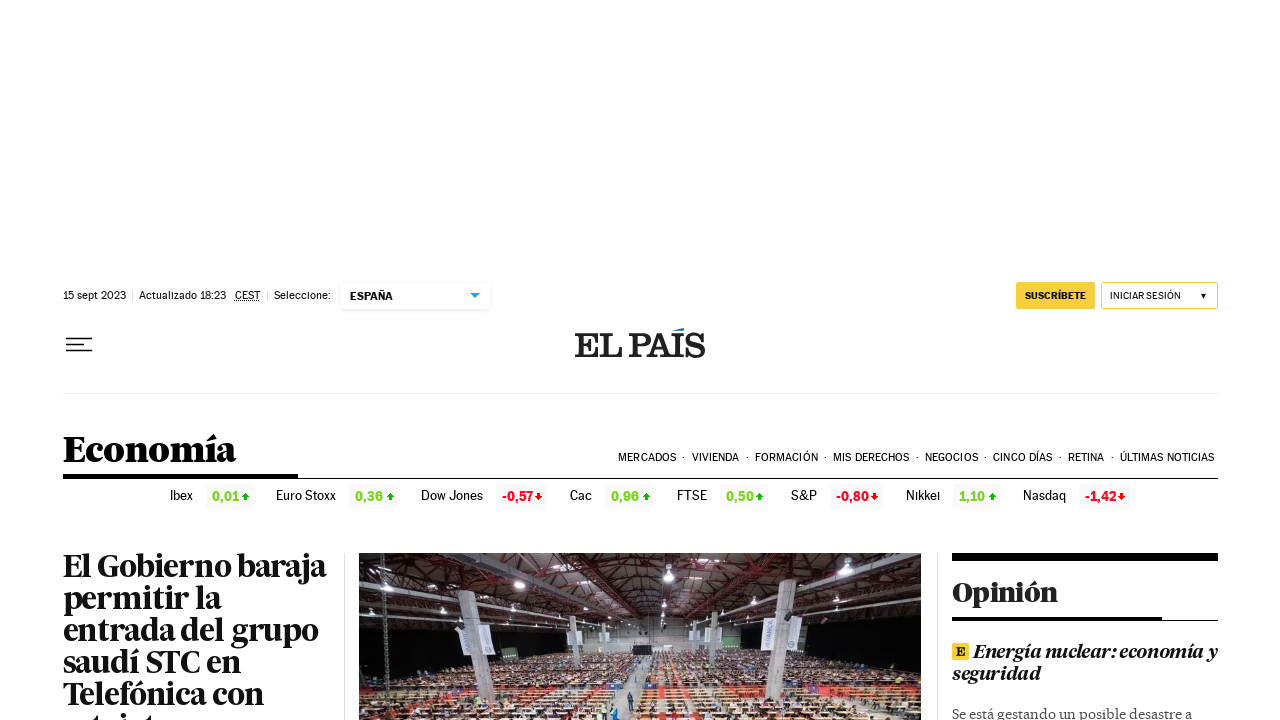 15 sept 2023 | Actualizado 18:23 CEST | Seleccione: ESPAÑA SUSCRÍBETE INICIAR SESIÓN ▼
EL PAÍS
Economía
MERCADOS · VIVIENDA · FORMACIÓN · MIS DERECHOS · NEGOCIOS · CINCO DÍAS · RETINA · ÚLTIMAS NOTICIAS
Ibex 0,01 Euro Stoxx 0,36 Dow Jones -0,57 Cac 0,96 FTSE 0,50 S&P -0,80 Nikkei 1,10 Nasdaq -1,42
El Gobierno baraja
permitir la
entrada del grupo
saudí STC en
Telefónica con
Opinión
E Energía nuclear: economía y
seguridad
Se está gestando un posible desastre a